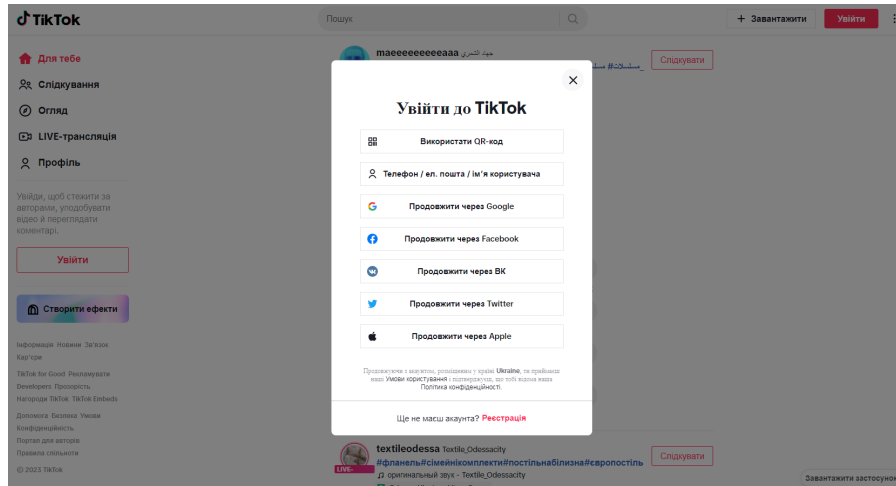 TikTok
Пошук
+ Завантажити
Увійти
Для тебе
Слідкування
Огляд
LIVE-трансляція
Профіль
Увійди, щоб стежити за
авторами, уподобувати
відео й переглядати
коментарі.
Увійти
Створити ефекти
Інформація Новини Зв'язок
Кар'єри
TikTok for Good Рекламувати
Developers Прозорість
Нагороди TikTok TikTok Embeds
Допомога Безпека Умови
Конфіденційність
Портал для авторів
Правила спільноти
© 2023 TikTok
maeeeeeeeeaaa
Слідкувати
Увійти до TikTok
Використати QR-код
Телефон / ел. пошта / ім'я користувача
Продовжити через Google
Продовжити через Facebook
Продовжити через ВК
Продовжити через Twitter
Продовжити через Apple
Продовжуючи з акаунтом, розміщеним у країні Ukraine, ти приймаєш
наші Умови користування і підтверджуєш, що тобі відома наша
Політика конфіденційності.
Ще не маєш акаунта? Реєстрація
textileodessa Textile_Odessacity
#фланель#сімейнікомплекти#постільнабілизна#європостіль
оригинальный звук - Textile_Odessacity
LIVE-
Слідкувати
Завантажити застосунок